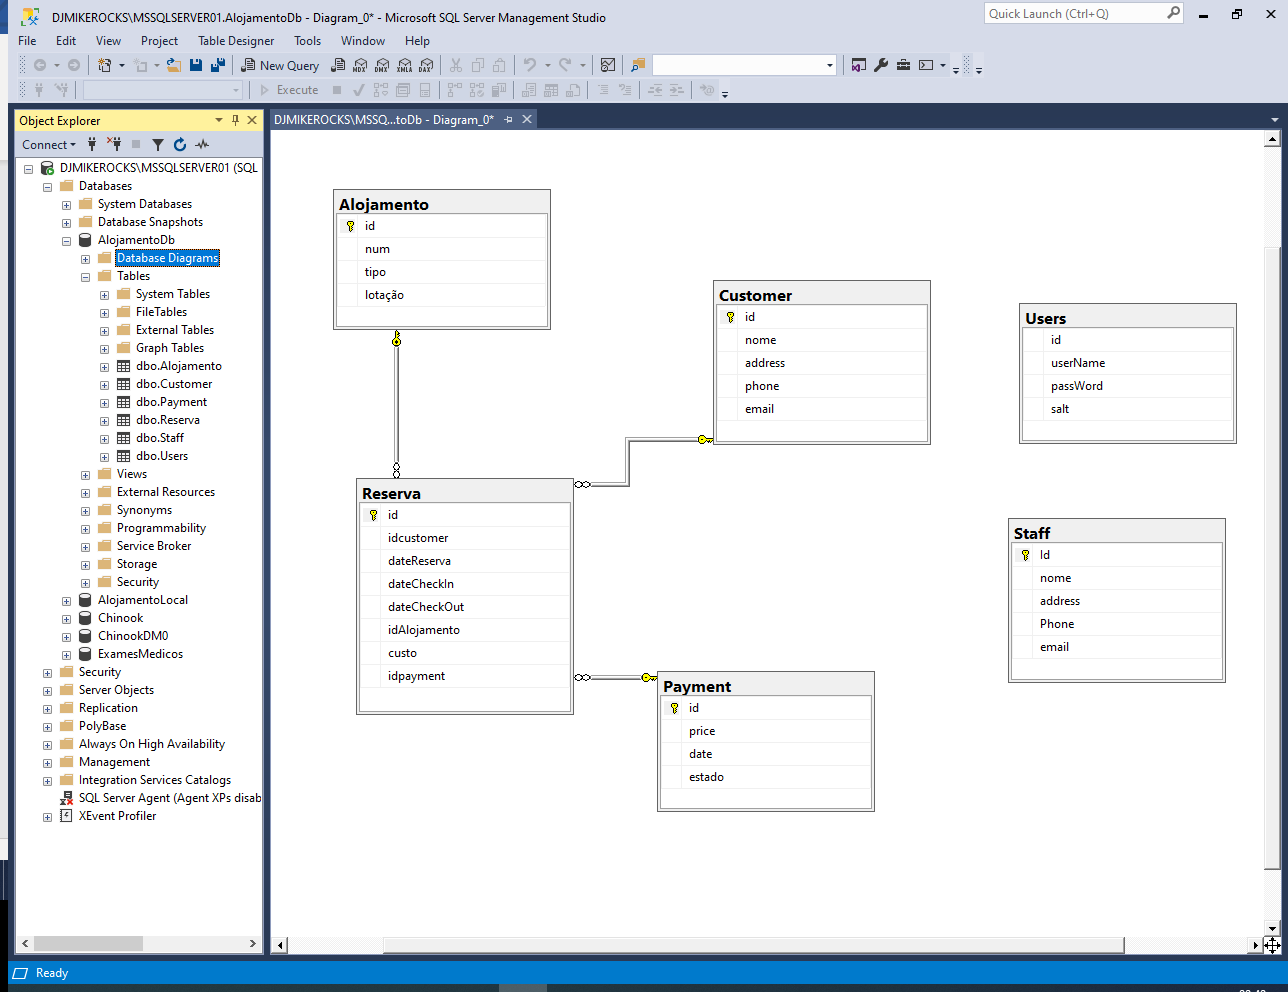 DJMIKEROCKS\MSSQLSERVER01.AlojamentoDb - Diagram_0* - Microsoft SQL Server Management Studio
Quick Launch (Ctrl+Q)
File Edit View Project Table Designer Tools Window Help
New Query
MDX DMX XMLA DAX
Execute
Object Explorer
DJMIKEROCKS\MSSQ...toDb - Diagram_0*
Connect
DJMIKEROCKS\MSSQLSERVER01 (SQL
Databases
System Databases
Database Snapshots
AlojamentoDb
Database Diagrams
Tables
System Tables
FileTables
External Tables
Graph Tables
dbo.Alojamento
dbo.Customer
dbo.Payment
dbo.Reserva
dbo.Staff
dbo.Users
Views
External Resources
Synonyms
Programmability
Service Broker
Storage
Security
AlojamentoLocal
Chinook
ChinookDM0
ExamesMedicos
Security
Server Objects
Replication
PolyBase
Always On High Availability
Management
Integration Services Catalogs
SQL Server Agent (Agent XPs disab
XEvent Profiler
Alojamento
id
num
tipo
lotação
Customer
id
nome
address
phone
email
Users
id
userName
passWord
salt
Reserva
id
idcustomer
dateReserva
dateCheckIn
dateCheckOut
idAlojamento
custo
idpayment
Staff
Id
nome
address
Phone
email
Payment
id
price
date
estado
Ready